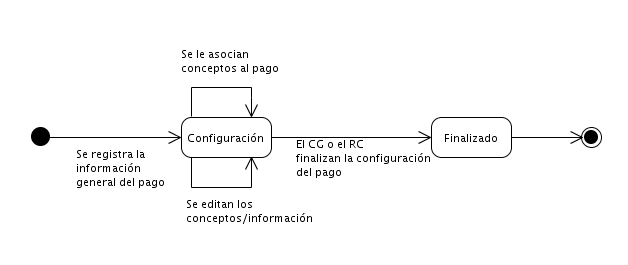 Se le asocian
conceptos al pago
Configuración
Se registra la
información
general del pago
El CG o el RC
finalizan la configuración
del pago
Finalizado
Se editan los
conceptos/información